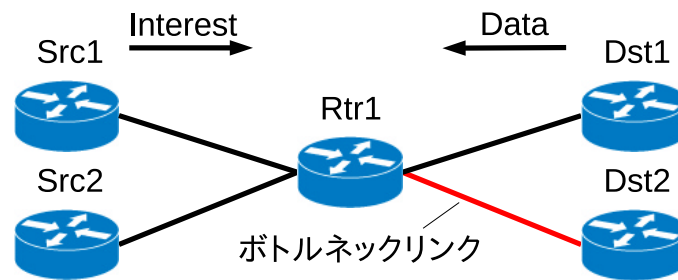 Interest
Data
Src1
Dst1
Rtr1
Src2
Dst2
ボトルネックリンク